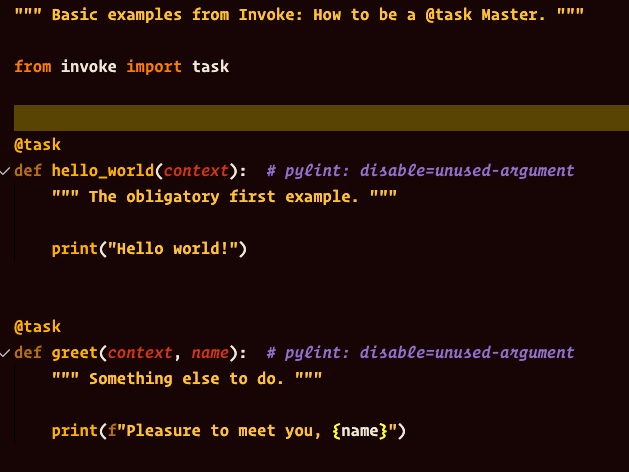 """ Basic examples from Invoke: How to be a @task Master. """
from invoke import task
@task
def hello_world(context):  # pylint: disable=unused-argument
    """ The obligatory first example. """
    print("Hello world!")
@task
def greet(context, name):  # pylint: disable=unused-argument
    """ Something else to do. """
    print(f"Pleasure to meet you, {name}")